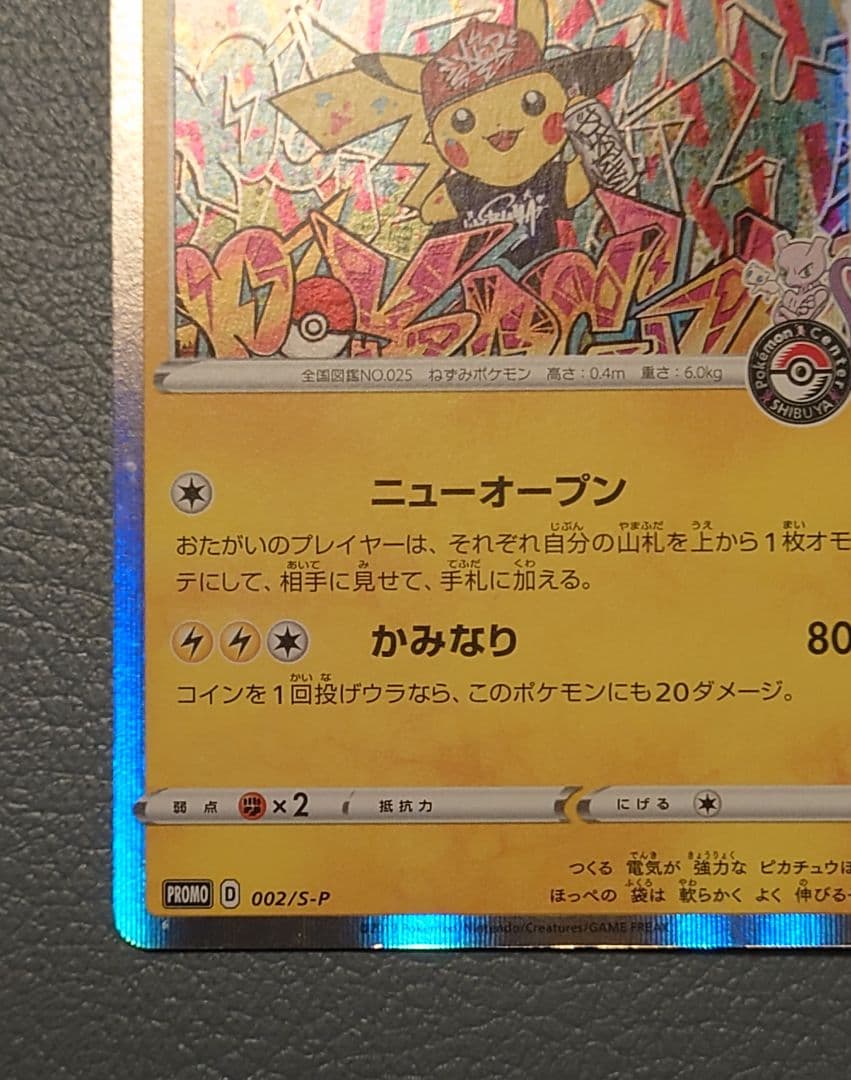 全国図鑑NO.025 ねずみポケモン 高さ:0.4m 重さ:6.0kg
Pokémon Center
SHIBUYA
ニューオープン
おたがいのプレイヤーは、それぞれ自分の山札を上から1枚オモ
テにして、相手に見せて、手札に加える。
かみなり 80
コインを1回投げウラなら、このポケモンにも20ダメージ。
弱点 ×2 抵抗力 にげる
つくる 電気が 強力な ピカチュウほ
ほっぺの 袋は 軟らかく よく 伸びる
PROMO D 002/S-P
©2019 Pokémon/Nintendo/Creatures/GAME FREAK